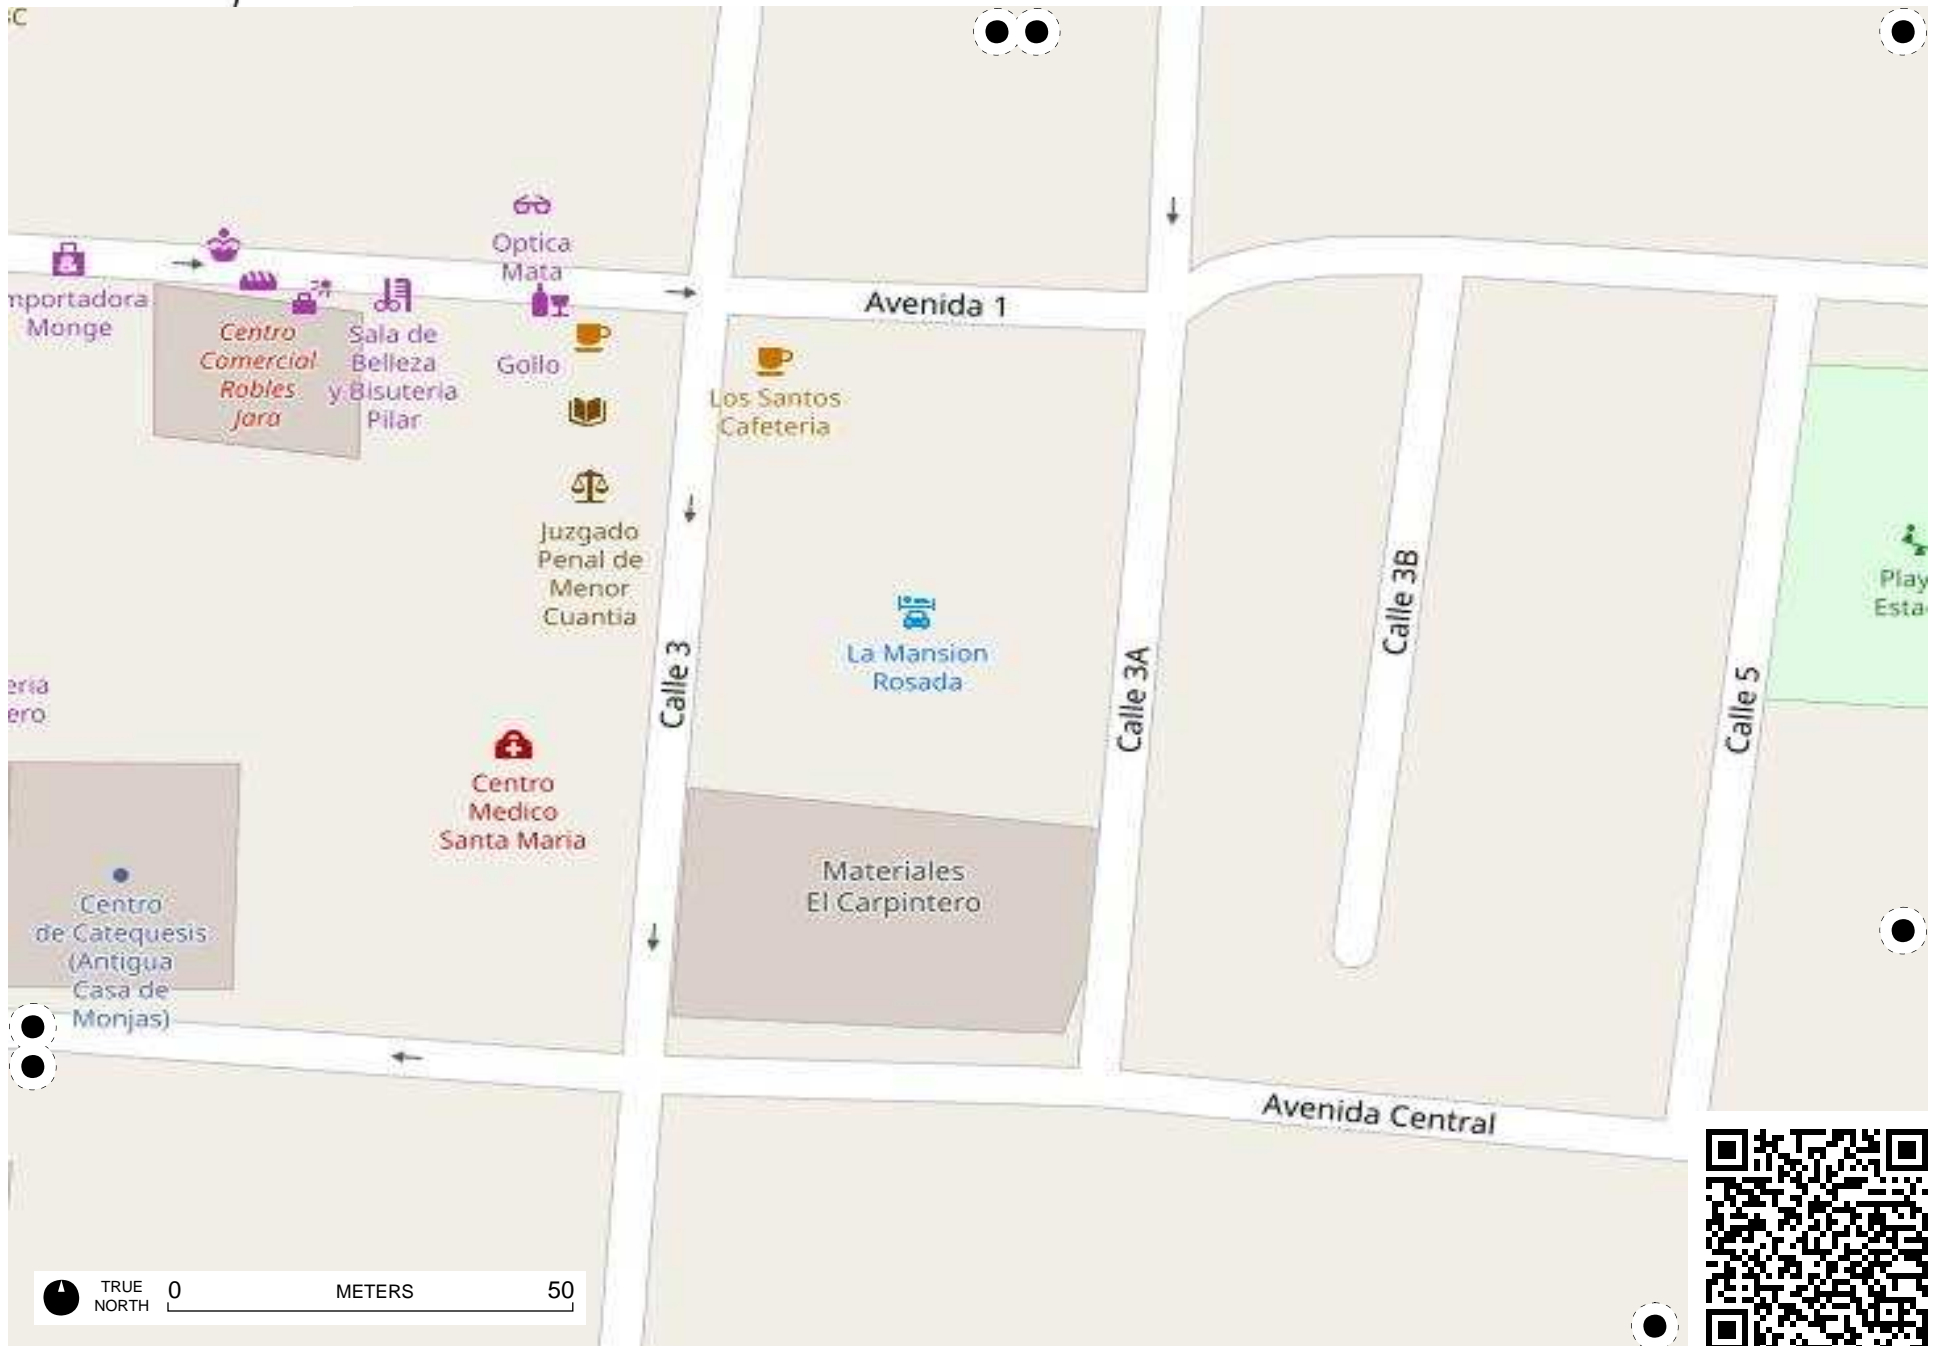 Optica
Mata
mportadora
Monge
Centro
Comercial
Robles
Jara
Sala de
Belleza
y Bisuteria
Pilar
Gollo
Avenida 1
Los Santos
Cafeteria
Juzgado
Penal de
Menor
Cuantia
Calle 3
La Mansion
Rosada
Calle 3A
Calle 3B
Calle 5
Play
Esta
eria
ero
Centro
Medico
Santa Maria
Materiales
El Carpintero
Centro
de Catequesis
(Antigua
Casa de
Monjas)
Avenida Central
TRUE
NORTH
0 METERS 50